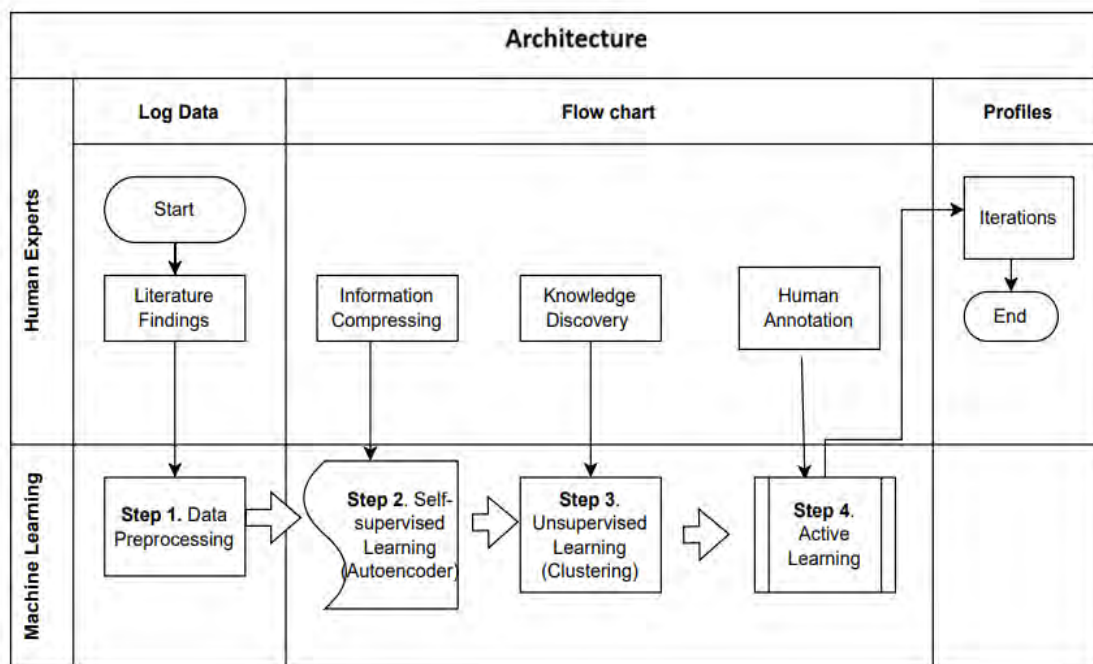 Architecture
Log Data
Flow chart
Profiles
Human Experts
Start
Literature
Findings
Information
Compressing
Knowledge
Discovery
Human
Annotation
Iterations
End
Machine Learning
Step 1. Data
Preprocessing
Step 2. Self-
supervised
Learning
(Autoencoder)
Step 3.
Unsupervised
Learning
(Clustering)
Step 4.
Active
Learning